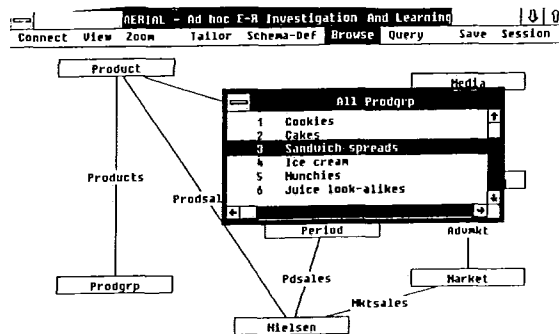 AERIAL - Ad hoc E-R Investigation And Learning
Connect View Zoom Tailor Schema-Def Browse Query Save Session
Product
Media
All Prodgrp
1 Cookies
2 Cakes
3 Sandwich-spreads
4 Ice cream
5 Munchies
6 Juice look-alikes
Products
Prodsal
Period
Advmkt
Pdsales
Prodgrp
Market
Mktsales
Nielsen